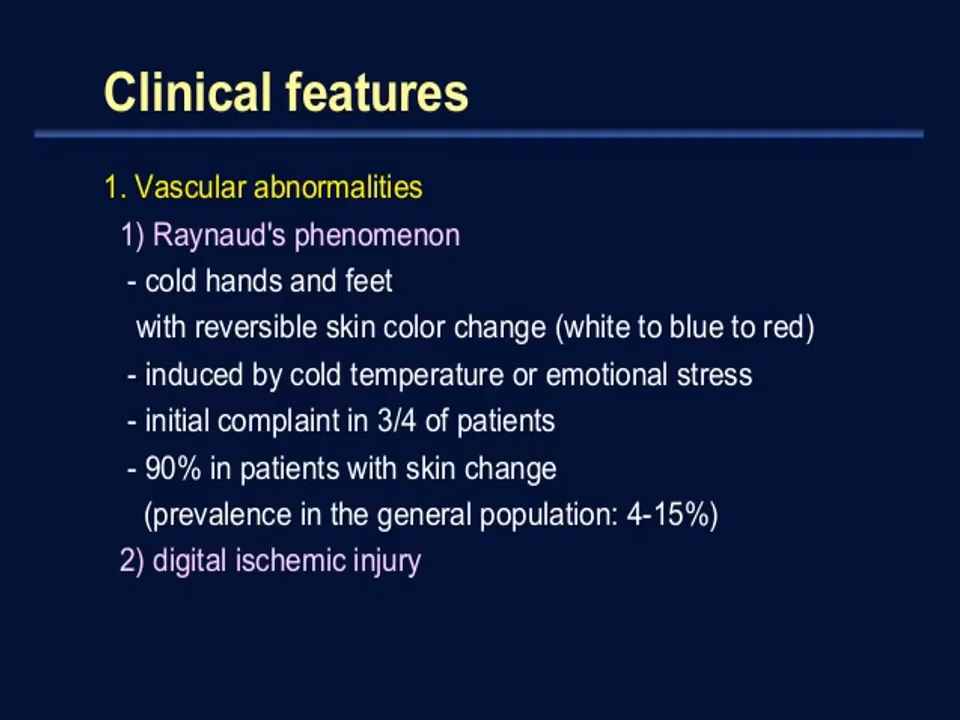 Clinical features
1. Vascular abnormalities
1) Raynaud's phenomenon
- cold hands and feet
with reversible skin color change (white to blue to red)
- induced by cold temperature or emotional stress
- initial complaint in 3/4 of patients
- 90% in patients with skin change
(prevalence in the general population: 4-15%)
2) digital ischemic injury